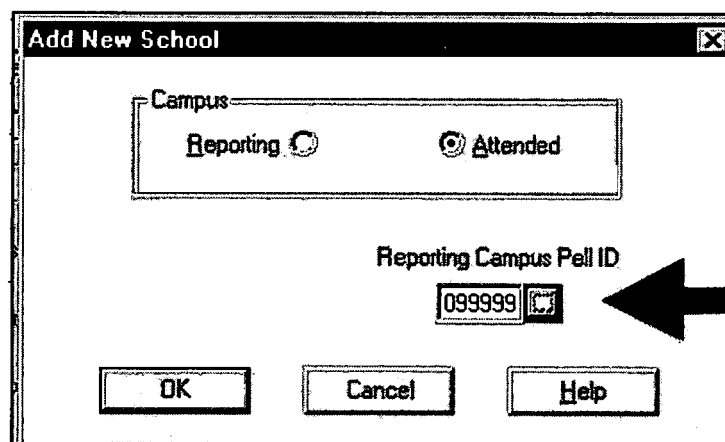 Add New School
Campus
Reporting
Attended
Reporting Campus Pell ID
099999
OK
Cancel
Help